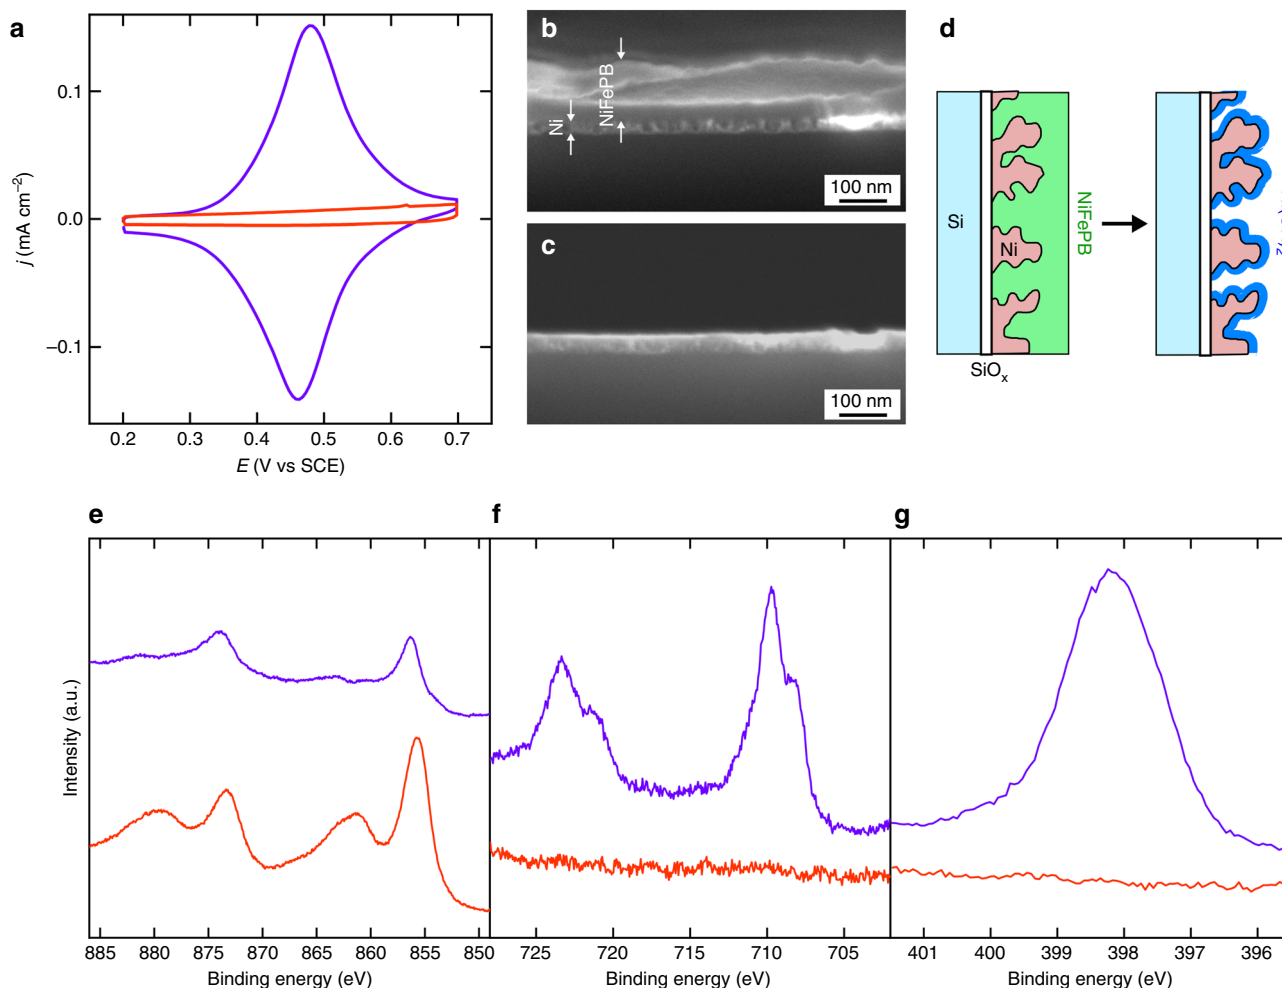 a
0.1
0.0
−0.1
j (mA cm⁻²)
0.2
0.3
0.4
0.5
0.6
0.7
E (V vs SCE)
b
Ni
NiFePB
100 nm
c
100 nm
d
Si
Ni
NiFePB
SiOₓ
e
f
g
Intensity (a.u.)
885
880
875
870
865
860
855
850
Binding energy (eV)
725
720
715
710
705
Binding energy (eV)
401
400
399
398
397
396
Binding energy (eV)